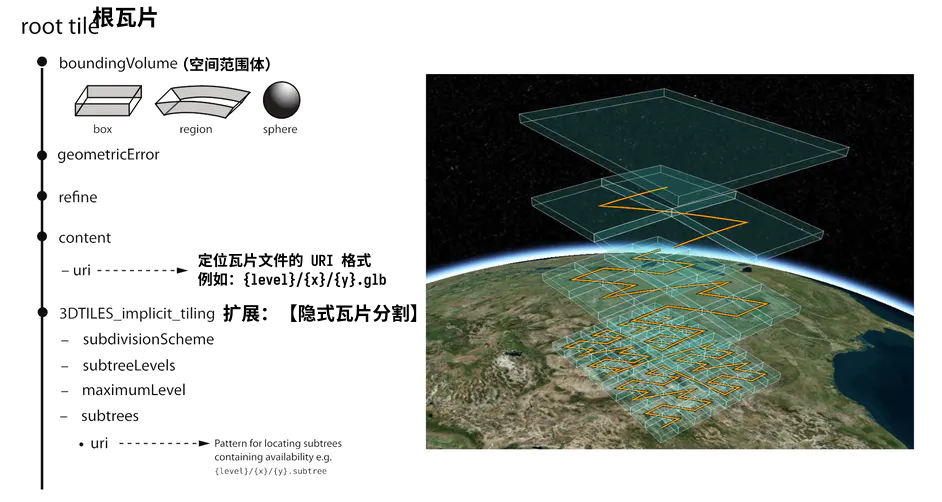 root tile 根瓦片
boundingVolume (空间范围体)
box region sphere
geometricError
refine
content
– uri 定位瓦片文件的 URI 格式
例如：{level}/{x}/{y}.glb
3DTILES_implicit_tiling 扩展：【隐式瓦片分割】
– subdivisionScheme
– subtreeLevels
– maximumLevel
– subtrees
• uri Pattern for locating subtrees
containing availability e.g.
{level}/{x}/{y}.subtree